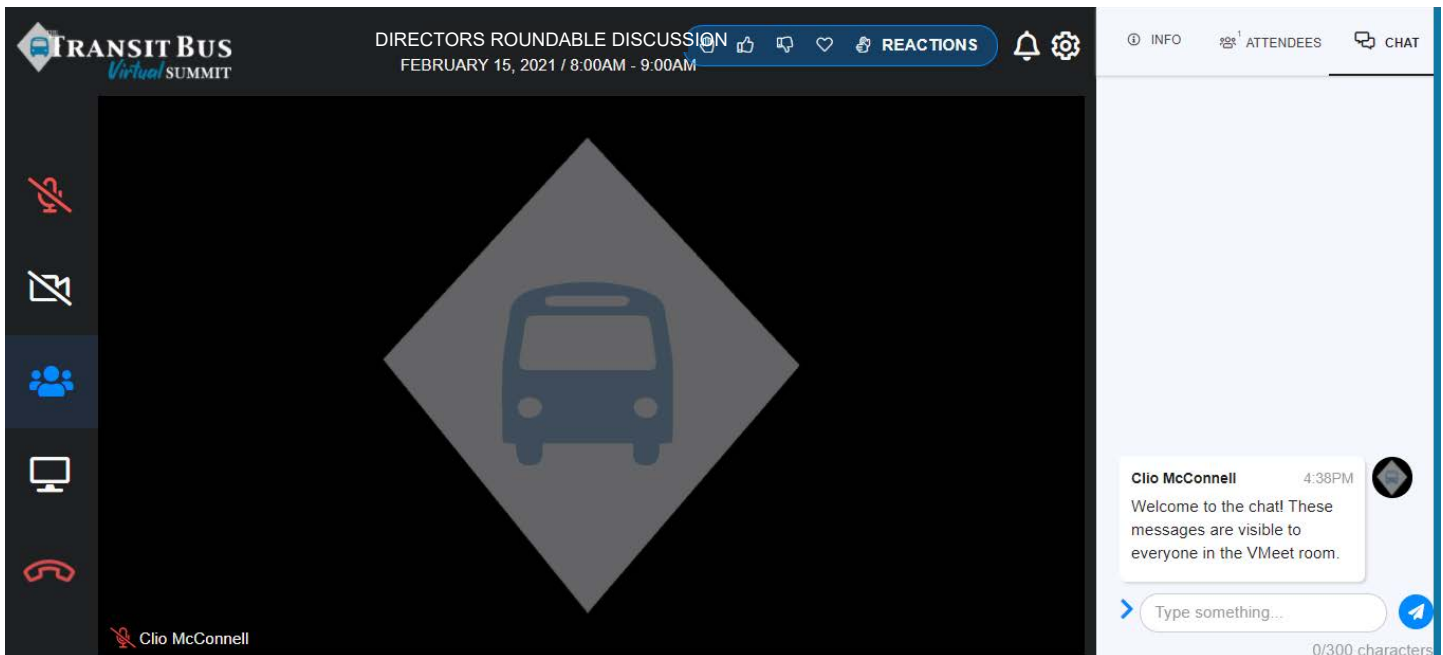 TRANSIT BUS
Virtual SUMMIT
DIRECTORS ROUNDABLE DISCUSSION
FEBRUARY 15, 2021 / 8:00AM - 9:00AM
REACTIONS
INFO
1 ATTENDEES
CHAT
Clio McConnell 4:38PM
Welcome to the chat! These
messages are visible to
everyone in the VMeet room.
Type something...
0/300 characters
Clio McConnell